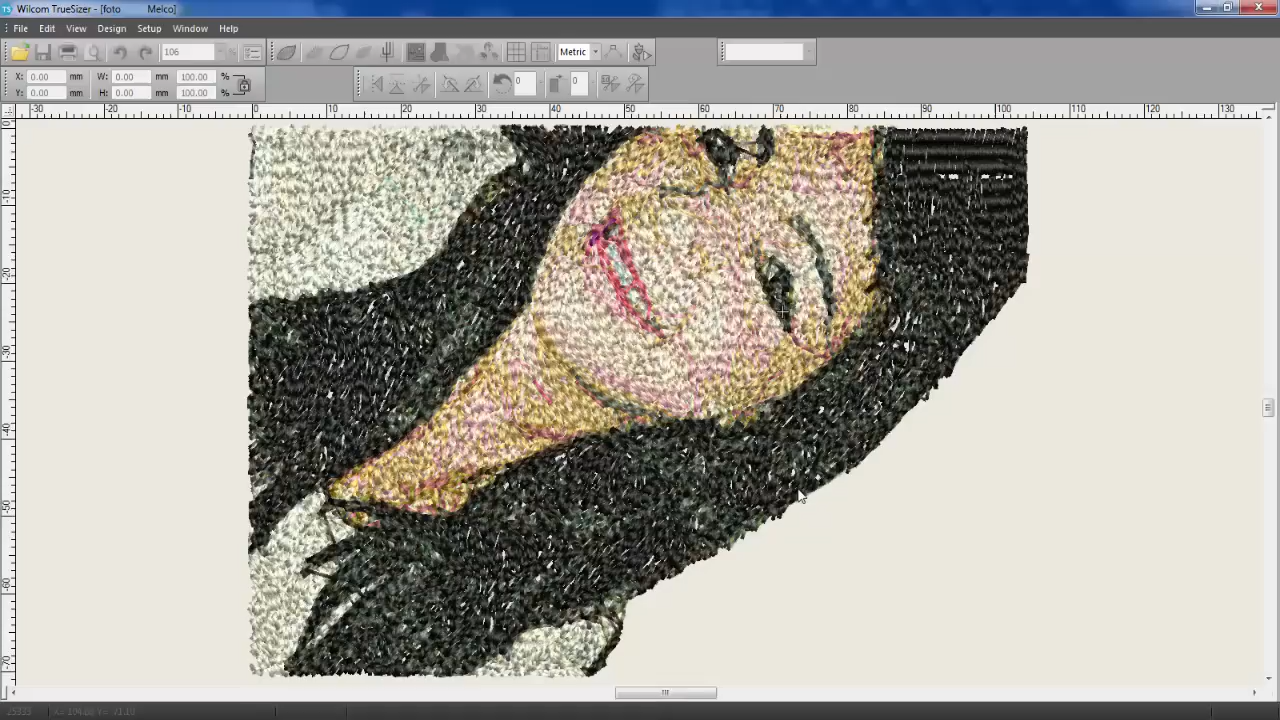 Wilcom TrueSizer - [foto Melco]
File Edit View Design Setup Window Help
106 % Metric
X: 0.00 mm W: 0.00 mm 100.00 % 0 0
Y: 0.00 mm H: 0.00 mm 100.00 %
-30 -20 -10 0 10 20 30 40 50 60 70 80 90 100 110 120 130
0
-10
-20
-30
-40
-50
-60
-70
25333